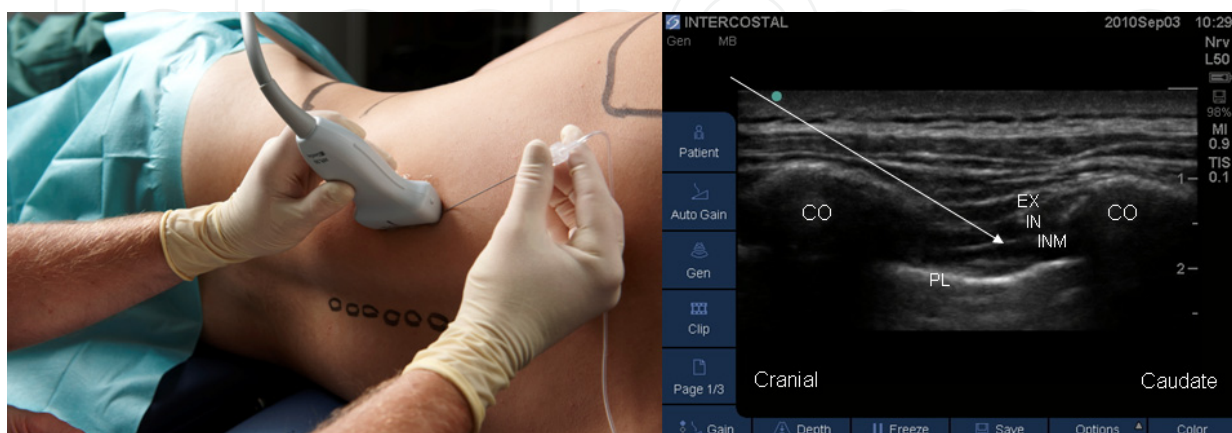 INTERCOSTAL 2010Sep03 10:29
Gen MB
Nrv
L50
98%
MI
0.9
TIS
0.1
Patient
Auto Gain
Gen
Clip
Page 1/3
1
EX
IN
INM
CO
CO
2
PL
Cranial
Caudate
Gain Depth Freeze Save Options Color